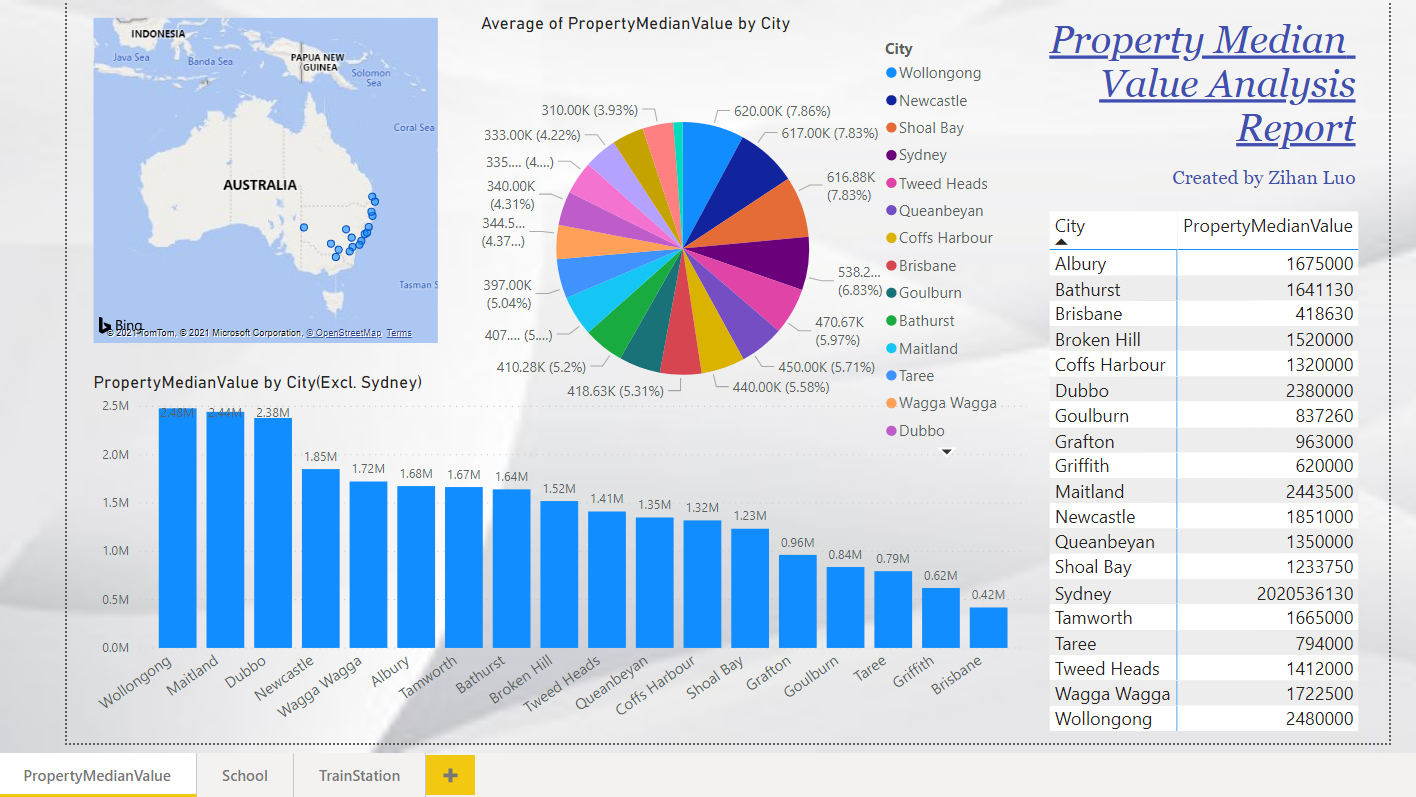 INDONESIA
Java Sea
Banda Sea
PAPUA NEW
GUINEA
Solomon
Sea
Coral Sea
AUSTRALIA
Tasman S
Bing
© 2021 TomTom, © 2021 Microsoft Corporation, © OpenStreetMap Terms
Average of PropertyMedianValue by City
310.00K (3.93%)
620.00K (7.86%)
333.00K (4.22%)
617.00K (7.83%)
335.... (4....)
616.88K
(7.83%)
340.00K
(4.31%)
344.5...
(4.37...)
538.2...
(6.83%)
397.00K
(5.04%)
470.67K
(5.97%)
407.... (5....)
410.28K (5.2%)
450.00K (5.71%)
418.63K (5.31%)
440.00K (5.58%)
City
Wollongong
Newcastle
Shoal Bay
Sydney
Tweed Heads
Queanbeyan
Coffs Harbour
Brisbane
Goulburn
Bathurst
Maitland
Taree
Wagga Wagga
Dubbo
Property Median
Value Analysis
Report
Created by Zihan Luo
City PropertyMedianValue
Albury 1675000
Bathurst 1641130
Brisbane 418630
Broken Hill 1520000
Coffs Harbour 1320000
Dubbo 2380000
Goulburn 837260
Grafton 963000
Griffith 620000
Maitland 2443500
Newcastle 1851000
Queanbeyan 1350000
Shoal Bay 1233750
Sydney 2020536130
Tamworth 1665000
Taree 794000
Tweed Heads 1412000
Wagga Wagga 1722500
Wollongong 2480000
PropertyMedianValue by City(Excl. Sydney)
2.5M
2.0M
1.5M
1.0M
0.5M
0.0M
2.48M 2.44M 2.38M 1.85M 1.72M 1.68M 1.67M 1.64M 1.52M 1.41M 1.35M 1.32M 1.23M 0.96M 0.84M 0.79M 0.62M 0.42M
Wollongong Maitland Dubbo Newcastle Wagga Wagga Albury Tamworth Bathurst Broken Hill Tweed Heads Queanbeyan Coffs Harbour Shoal Bay Grafton Goulburn Taree Griffith Brisbane
PropertyMedianValue School TrainStation